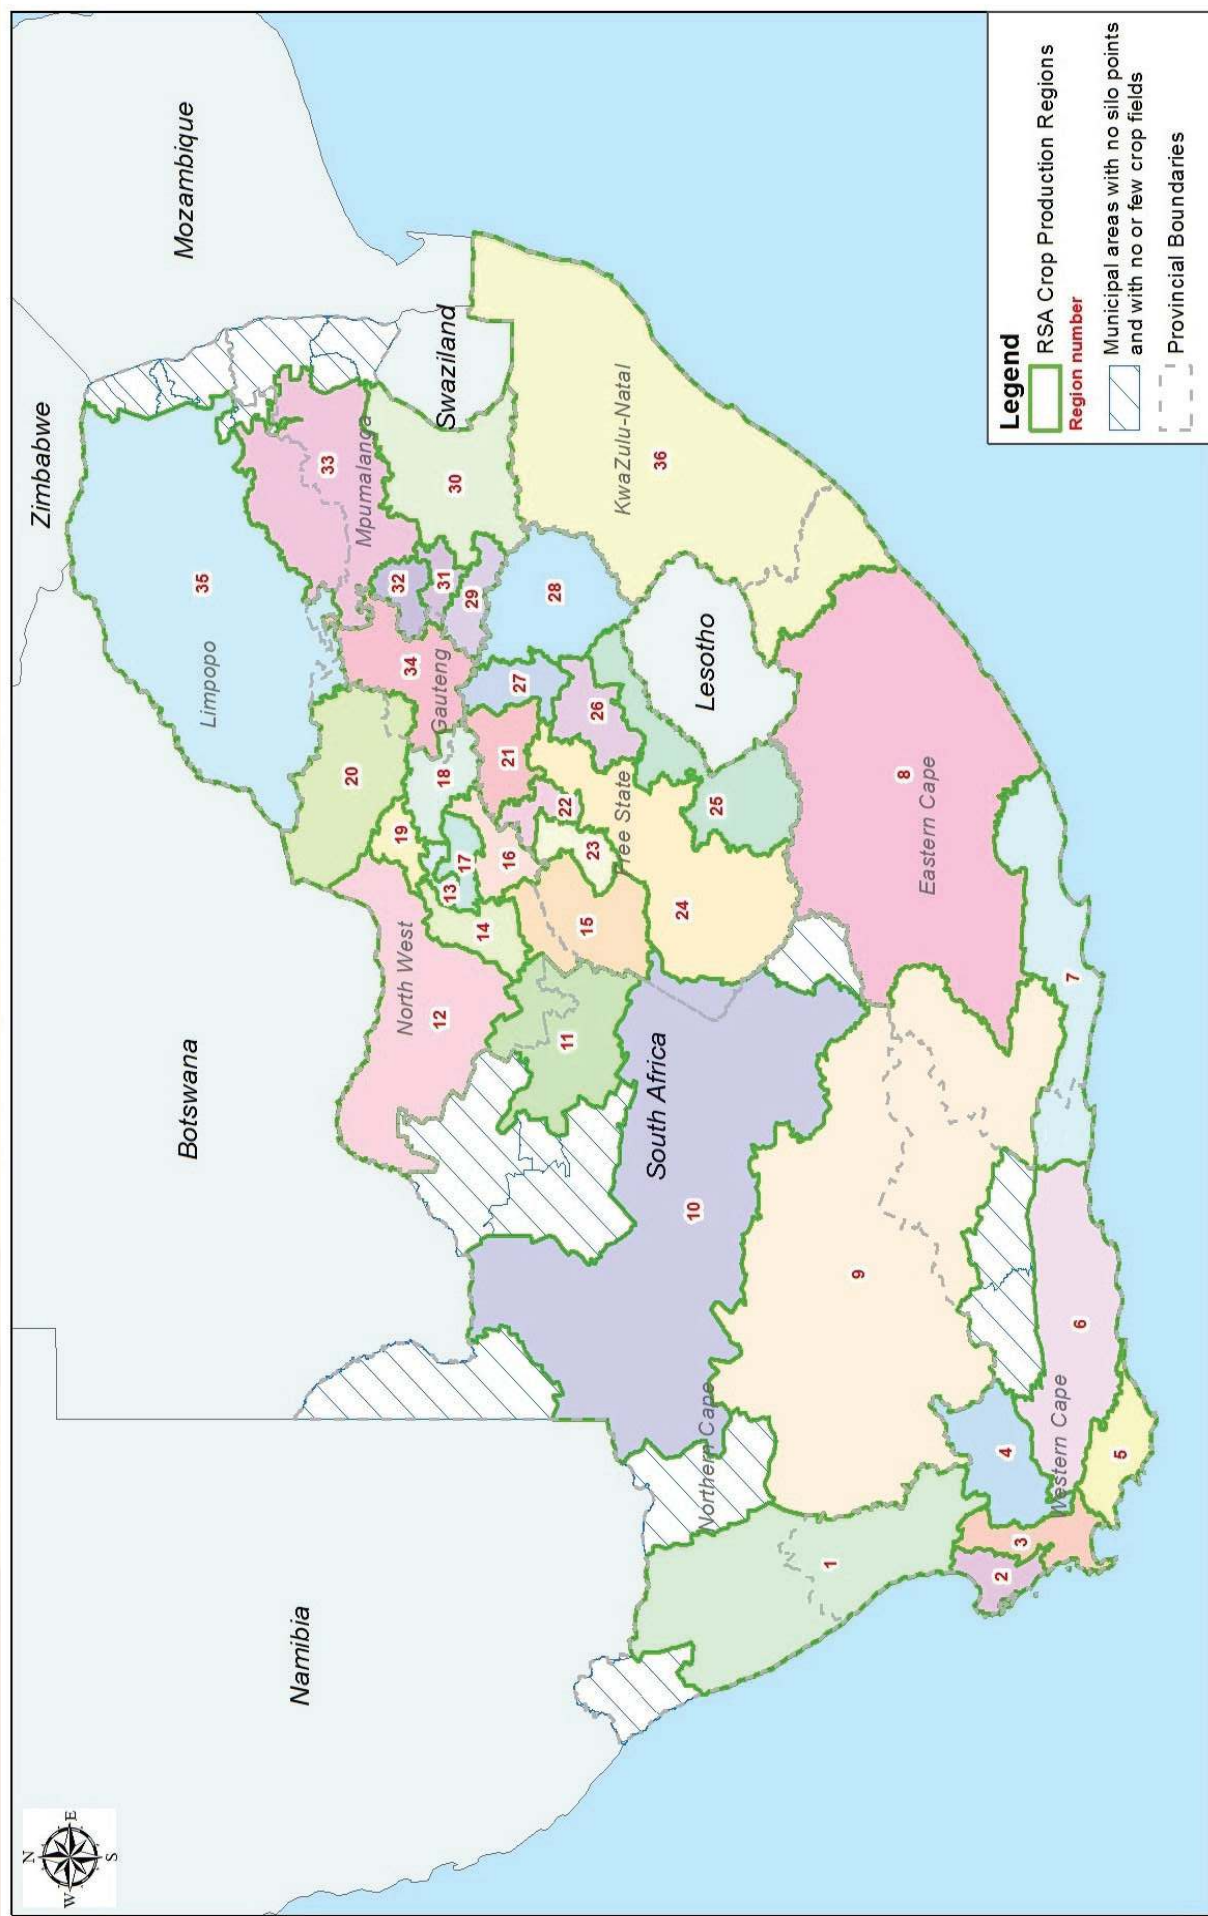 N
W
E
S
Zimbabwe
Mozambique
Botswana
Namibia
Swaziland
South Africa
Lesotho
Limpopo
Mpumalanga
North West
Gauteng
KwaZulu-Natal
Free State
Northern Cape
Eastern Cape
Western Cape
35
33
20
32
34
30
31
19
18
12
13
17
29
14
16
21
27
28
22
11
15
23
26
36
24
25
10
1
9
8
2
3
4
7
6
5
Legend
RSA Crop Production Regions
Region number
Municipal areas with no silo points
and with no or few crop fields
Provincial Boundaries